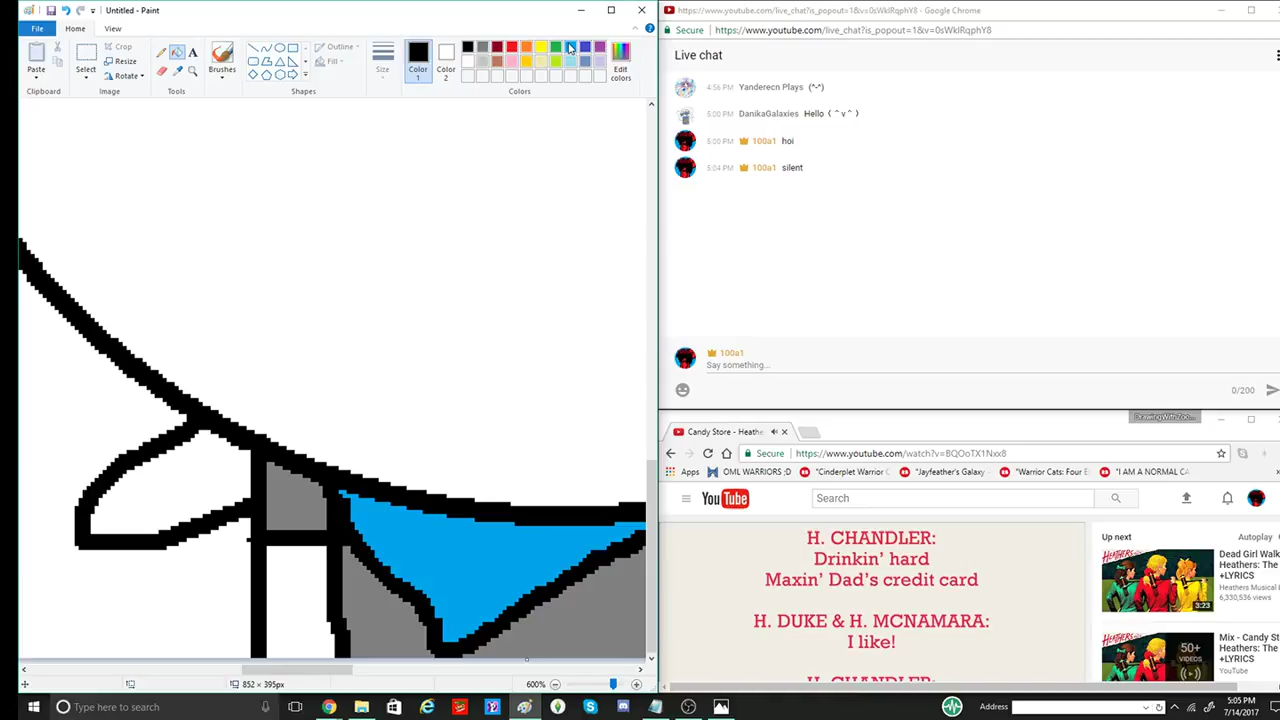 Untitled - Paint
File
Home
View
Paste
Clipboard
Select
Crop
Resize
Rotate
Image
A
Tools
Brushes
Outline
Fill
Shapes
Size
Color 1
Color 2
Edit colors
Colors
852 × 395px
600%
https://www.youtube.com/live_chat?is_popout=1&v=0sWklRqphY8 - Google Chrome
Secure https://www.youtube.com/live_chat?is_popout=1&v=0sWklRqphY8
Live chat
4:56 PM Yanderecn Plays (^-^)
5:00 PM DanikaGalaxies Hello (^v^)
5:00 PM 100a1 hoi
5:04 PM 100a1 silent
100a1
Say something...
0/200
Candy Store - Heathe
Secure https://www.youtube.com/watch?v=BQOoTX1Nxx8
Apps OML WARRIORS ;D "Cinderplet Warrior C "Jayfeather's Galaxy - "Warrior Cats: Four E "I AM A NORMAL CA
YouTube
Search
H. CHANDLER:
Drinkin' hard
Maxin' Dad's credit card
H. DUKE & H. MCNAMARA:
I like!
H. CHANDLER:
Up next
Autoplay
HEATHERS
3:23
Dead Girl Walk
Heathers: The
+LYRICS
Heathers Musical
6,330,536 views
50+
VIDEOS
Mix - Candy St
Heathers: The
+LYRICS
YouTube
Type here to search
Address
5:05 PM
7/14/2017